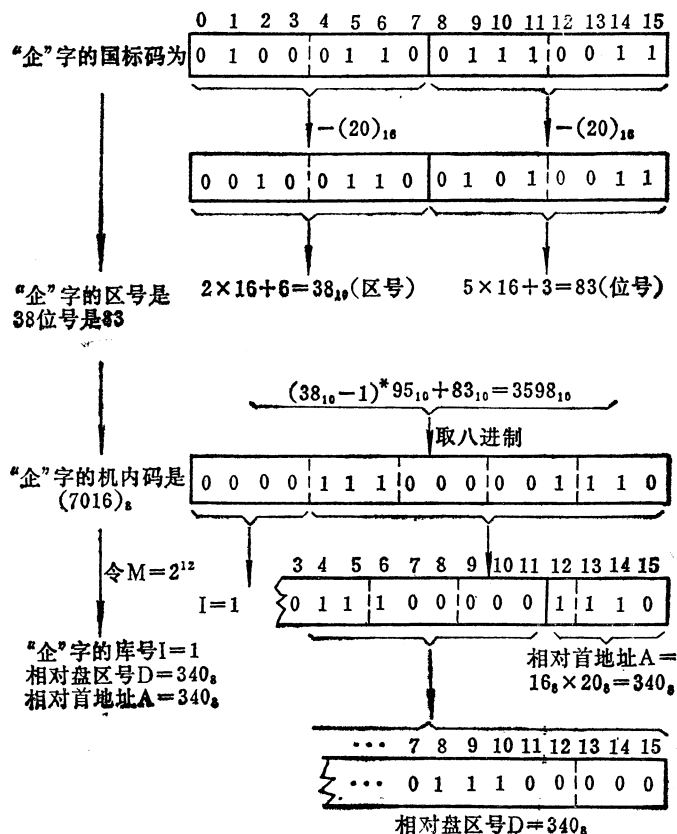 0 1 2 3 4 5 6 7 8 9 10 11 12 13 14 15
“企”字的国标码为 0 1 0 0 0 1 1 0 0 1 1 1 0 0 1 1
−(20)₁₆ −(20)₁₆
0 0 1 0 0 1 1 0 0 1 0 1 0 0 1 1
“企”字的区号是
38位号是83
2×16+6=38₁₀(区号) 5×16+3=83(位号)
(38₁₀−1)*95₁₀+83₁₀=3598₁₀
取八进制
“企”字的机内码是
(7016)₈
0 0 0 0 1 1 1 0 0 0 0 0 1 1 1 0
令M=2¹²
I=1
3 4 5 6 7 8 9 10 11 12 13 14 15
0 1 1 1 0 0 0 0 0 1 1 1 0
“企”字的库号I=1
相对盘区号D=340₈
相对首地址A=340₈
相对首地址A=
16₈×20₈=340₈
··· 7 8 9 10 11 12 13 14 15
··· 0 1 1 1 0 0 0 0 0
相对盘区号D=340₈